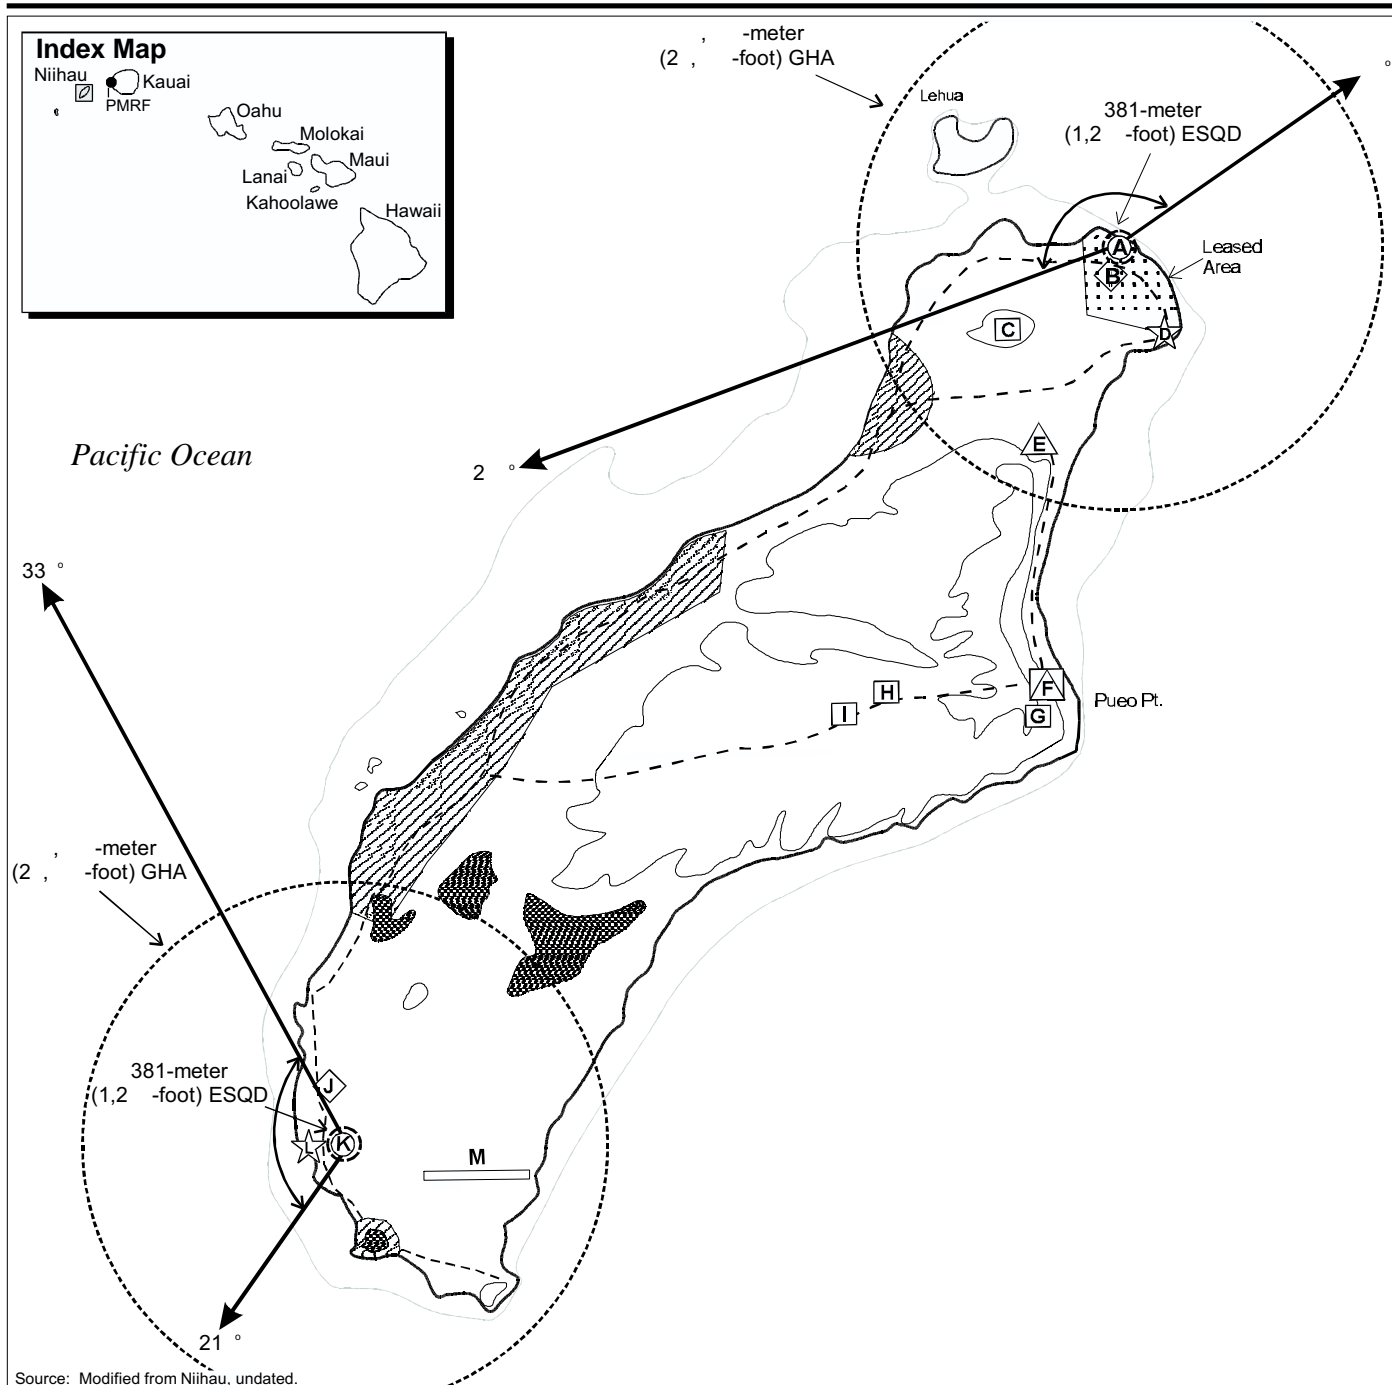 Index Map
Niihau
Kauai
PMRF
Oahu
Molokai
Maui
Lanai
Kahoolawe
Hawaii
, -meter
(2 , -foot) GHA
Lehua
381-meter
(1,2 -foot) ESQD
°
A
Leased
Area
B
C
D
E
Pacific Ocean
2 °
33 °
F
Pueo Pt.
G
H
I
, -meter
(2 , -foot) GHA
381-meter
(1,2 -foot) ESQD
J
K
L
M
21 °
Source: Modified from Niihau, undated.